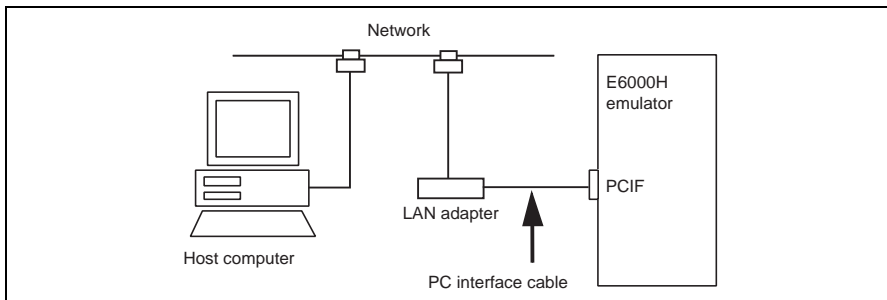 Network
E6000H
emulator
PCIF
LAN adapter
Host computer
PC interface cable